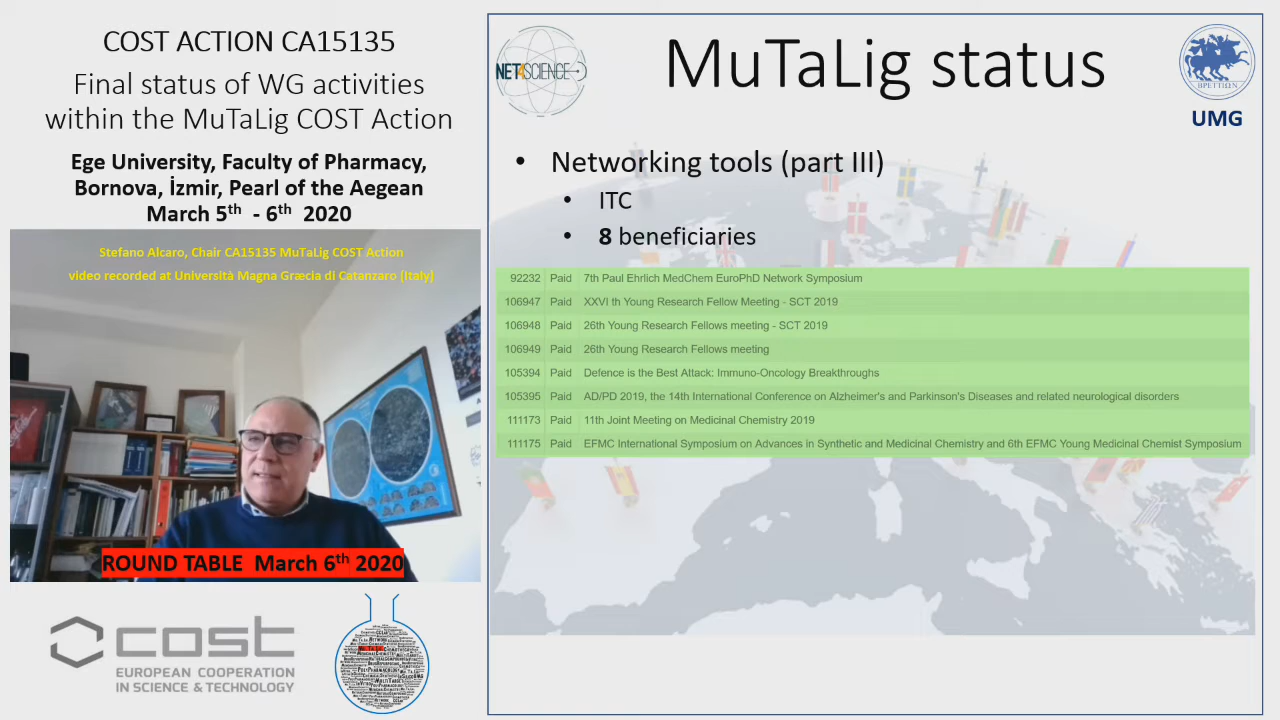 COST ACTION CA15135
Final status of WG activities
within the MuTaLig COST Action
Ege University, Faculty of Pharmacy,
Bornova, İzmir, Pearl of the Aegean
March 5th - 6th 2020
Stefano Alcaro, Chair CA15135 MuTaLig COST Action
video recorded at Università Magna Græcia di Catanzaro (Italy)
ROUND TABLE March 6th 2020
cost
EUROPEAN COOPERATION
IN SCIENCE & TECHNOLOGY
NET4SCIENCE
MuTaLig status
ΒΡΕΤΤΙΩΝ
UMG
• Networking tools (part III)
• ITC
• 8 beneficiaries
92232 Paid 7th Paul Ehrlich MedChem EuroPhD Network Symposium
106947 Paid XXVI th Young Research Fellow Meeting - SCT 2019
106948 Paid 26th Young Research Fellows meeting - SCT 2019
106949 Paid 26th Young Research Fellows meeting
105394 Paid Defence is the Best Attack: Immuno-Oncology Breakthroughs
105395 Paid AD/PD 2019, the 14th International Conference on Alzheimer's and Parkinson's Diseases and related neurological disorders
111173 Paid 11th Joint Meeting on Medicinal Chemistry 2019
111175 Paid EFMC International Symposium on Advances in Synthetic and Medicinal Chemistry and 6th EFMC Young Medicinal Chemist Symposium